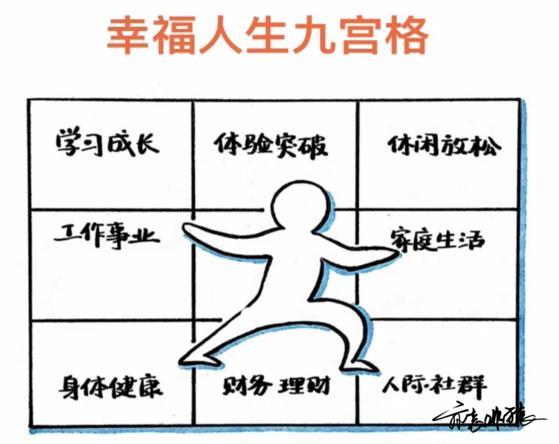 幸福人生九宫格
学习成长 体验突破 休闲放松
工作事业 家庭生活
身体健康 财务理财 人际·社群